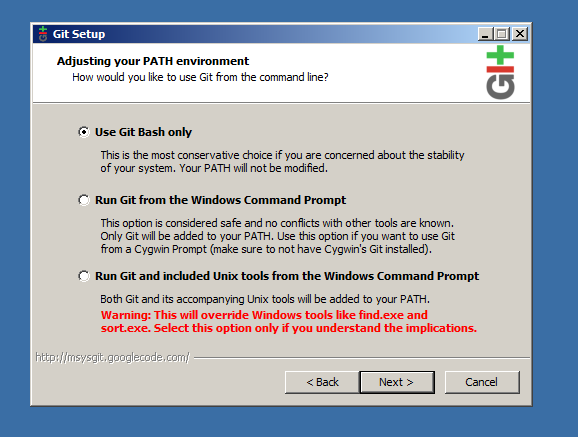 Git Setup
Adjusting your PATH environment
How would you like to use Git from the command line?
Git
Use Git Bash only
This is the most conservative choice if you are concerned about the stability
of your system. Your PATH will not be modified.
Run Git from the Windows Command Prompt
This option is considered safe and no conflicts with other tools are known.
Only Git will be added to your PATH. Use this option if you want to use Git
from a Cygwin Prompt (make sure to not have Cygwin's Git installed).
Run Git and included Unix tools from the Windows Command Prompt
Both Git and its accompanying Unix tools will be added to your PATH.
Warning: This will override Windows tools like find.exe and
sort.exe. Select this option only if you understand the implications.
http://msysgit.googlecode.com/
< Back Next > Cancel